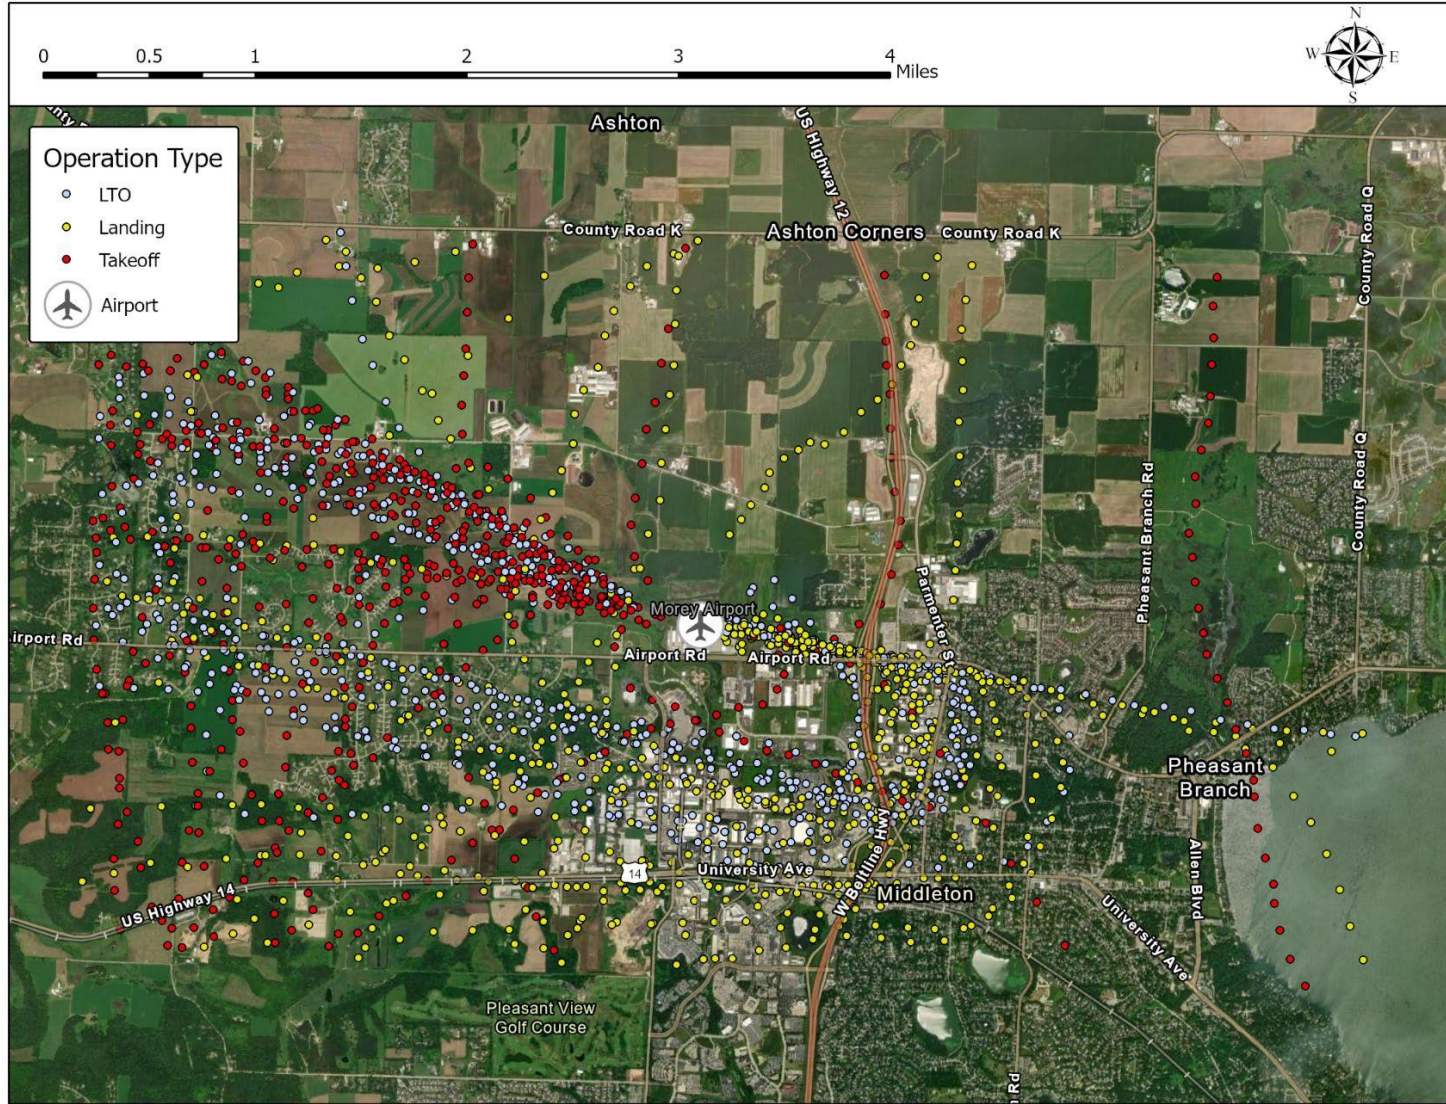 0 0.5 1 2 3 4
Miles
N
W E
S
Operation Type
LTO
Landing
Takeoff
Airport
Ashton
US Highway 12
County Road K
Ashton Corners
County Road K
County Road Q
County Road Q
Pheasant Branch Rd
Parmenter St
Morey Airport
Airport Rd
Airport Rd
Pheasant
Branch
US Highway 14
14
University Ave
W Beltline Hwy
Middleton
Allen Blvd
University Ave
Pleasant View
Golf Course
Rd